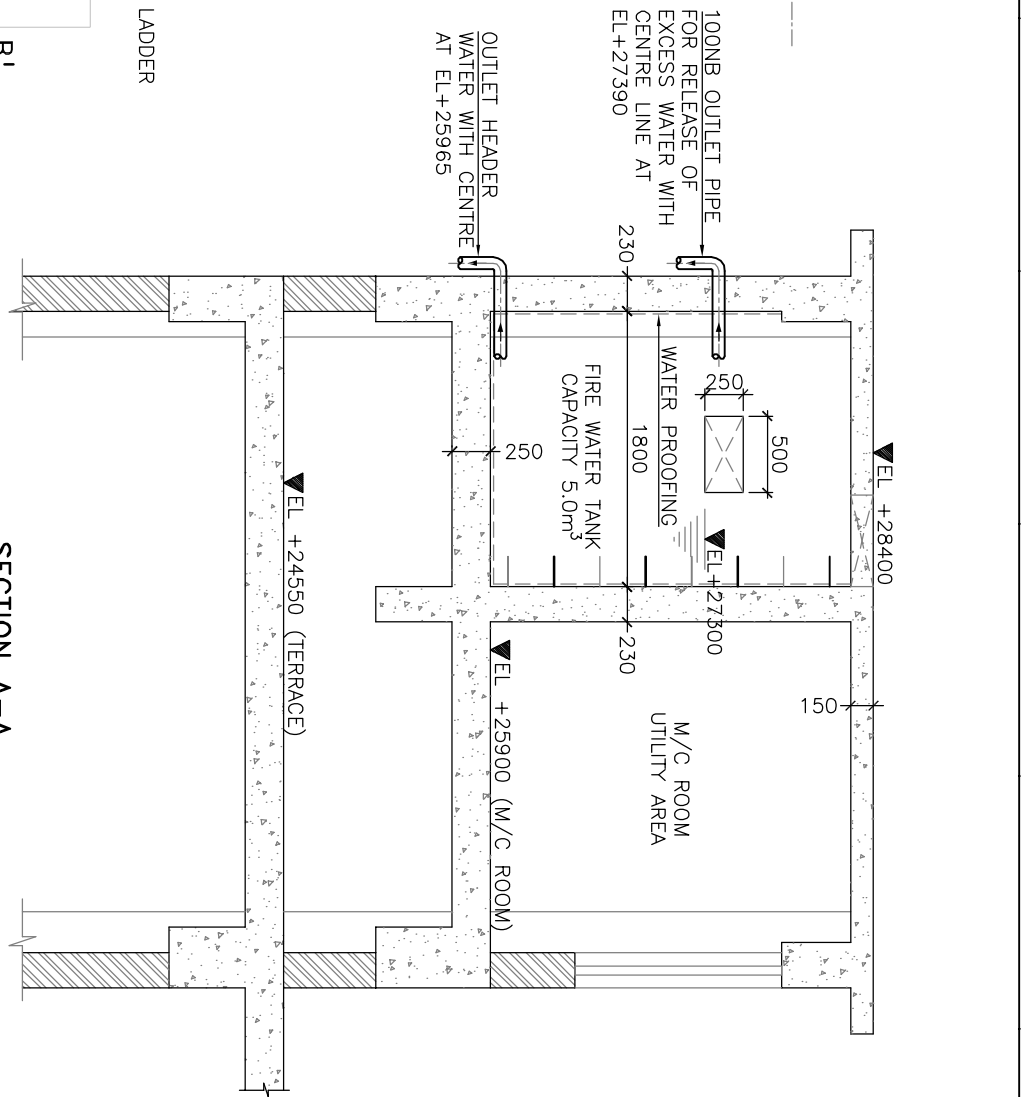 EL +28400
150
100NB OUTLET PIPE
FOR RELEASE OF
EXCESS WATER WITH
CENTRE LINE AT
EL+27390
500
250
EL+27300
M/C ROOM
UTILITY AREA
WATER PROOFING
230
1800
230
FIRE WATER TANK
CAPACITY 5.0m³
OUTLET HEADER
WATER WITH CENTRE
AT EL+25965
250
EL +25900 (M/C ROOM)
EL +24550 (TERRACE)
LADDER
SECTION A-A